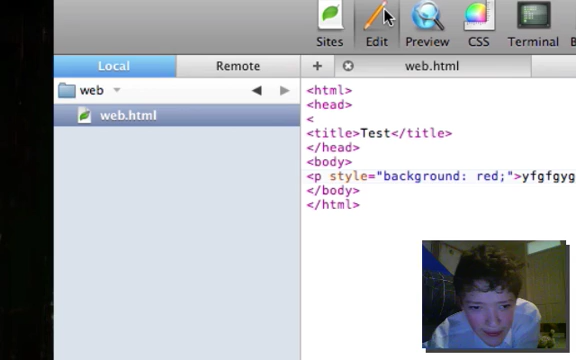 Sites Edit Preview CSS Terminal
Local Remote + web.html
web
web.html
<html>
<head>
<
<title>Test</title>
</head>
<body>
<p style="background: red;">yfgfgyg
</body>
</html>